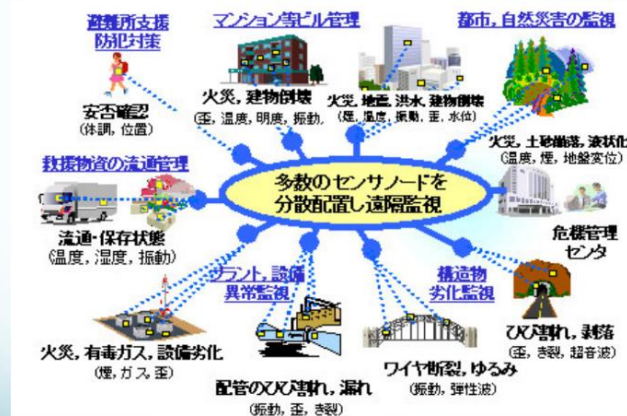 避難所支援
防犯対策
マンション等ビル管理
都市，自然災害の監視
安否確認
(体調，位置)
火災，建物倒壊
(歪，温度，明度，振動，
火災，地震，洪水，建物倒壊
(煙，温度，振動，歪，水位)
火災，土砂崩落，液状化
(温度，煙，地盤変位)
救援物資の流通管理
多数のセンサノードを
分散配置し遠隔監視
流通・保存状態
(温度，湿度，振動)
危機管理
センタ
プラント，設備
異常監視
構造物
劣化監視
火災，有毒ガス，設備劣化
(煙，ガス，歪)
配管のひび割れ，漏れ
(振動，歪，き裂)
ワイヤ断裂，ゆるみ
(振動，弾性波)
ひび割れ，剥落
(歪，き裂，超音波)